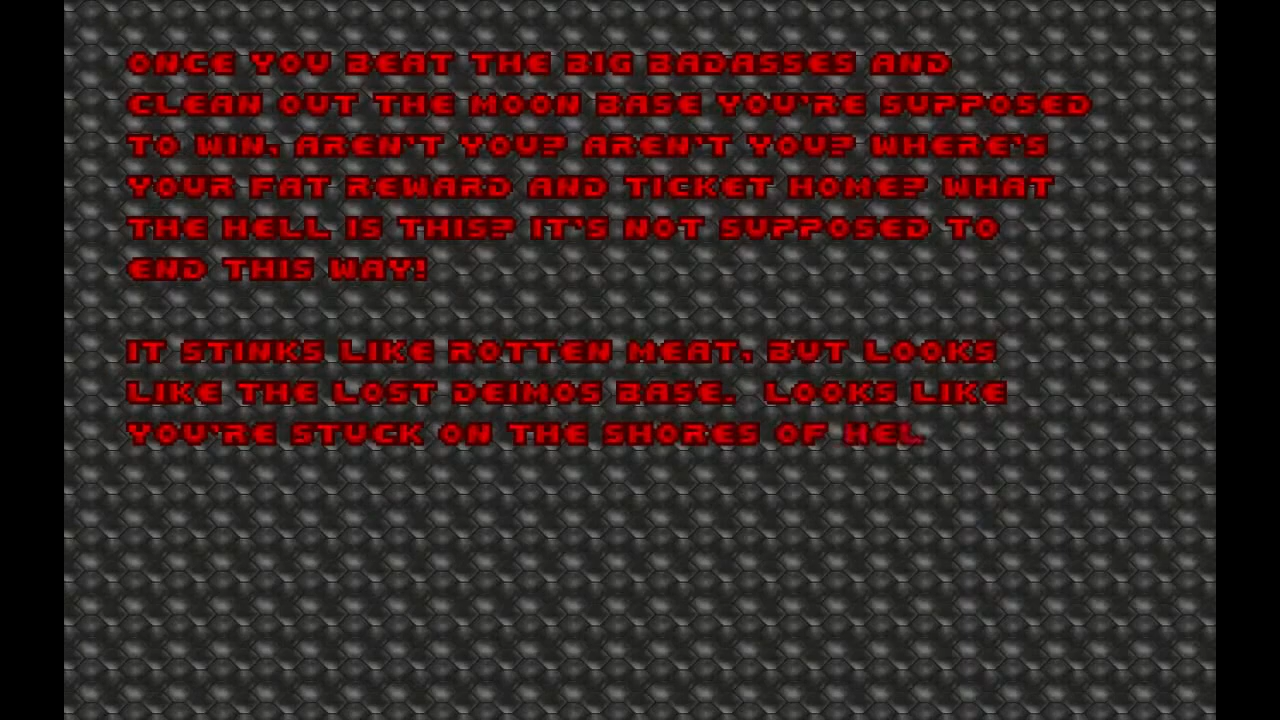 ONCE YOU BEAT THE BIG BADASSES AND
CLEAN OUT THE MOON BASE YOU'RE SUPPOSED
TO WIN, AREN'T YOU? AREN'T YOU? WHERE'S
YOUR FAT REWARD AND TICKET HOME? WHAT
THE HELL IS THIS? IT'S NOT SUPPOSED TO
END THIS WAY!
IT STINKS LIKE ROTTEN MEAT, BUT LOOKS
LIKE THE LOST DEIMOS BASE.  LOOKS LIKE
YOU'RE STUCK ON THE SHORES OF HEL